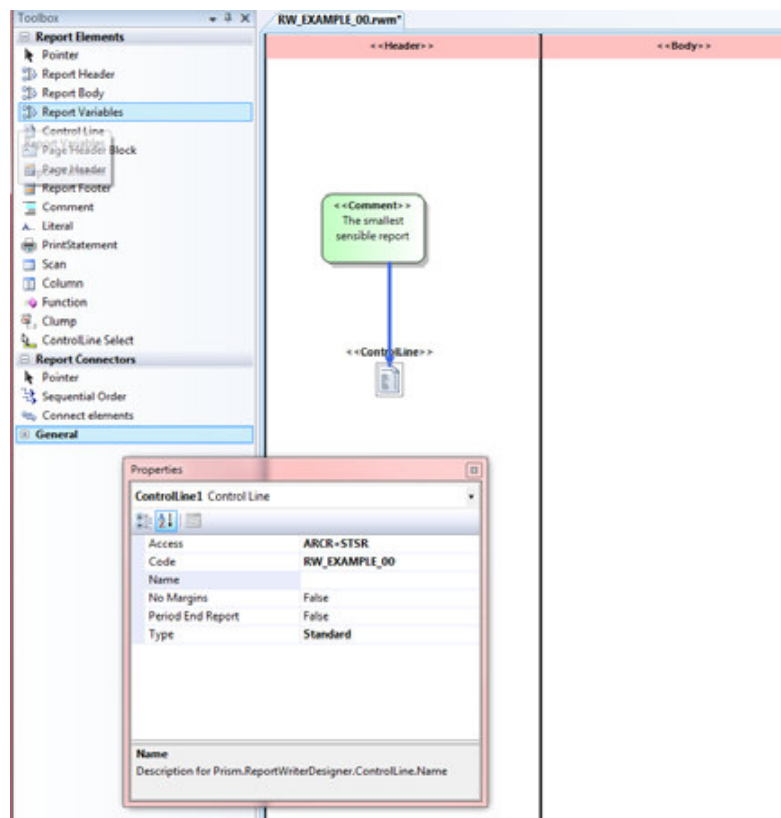 Toolbox
Report Elements
Pointer
Report Header
Report Body
Report Variables
Control Line
Page Header Block
Page Header
Report Footer
Comment
A.. Literal
PrintStatement
Scan
Column
Function
Clump
ControlLine Select
Report Connectors
Pointer
Sequential Order
Connect elements
General
RW_EXAMPLE_00.rwm*
<<Header>>
<<Body>>
<<Comment>>
The smallest
sensible report
<<ControlLine>>
Properties
ControlLine1 Control Line
Access ARCR+STSR
Code RW_EXAMPLE_00
Name
No Margins False
Period End Report False
Type Standard
Name
Description for Prism.ReportWriterDesigner.ControlLine.Name